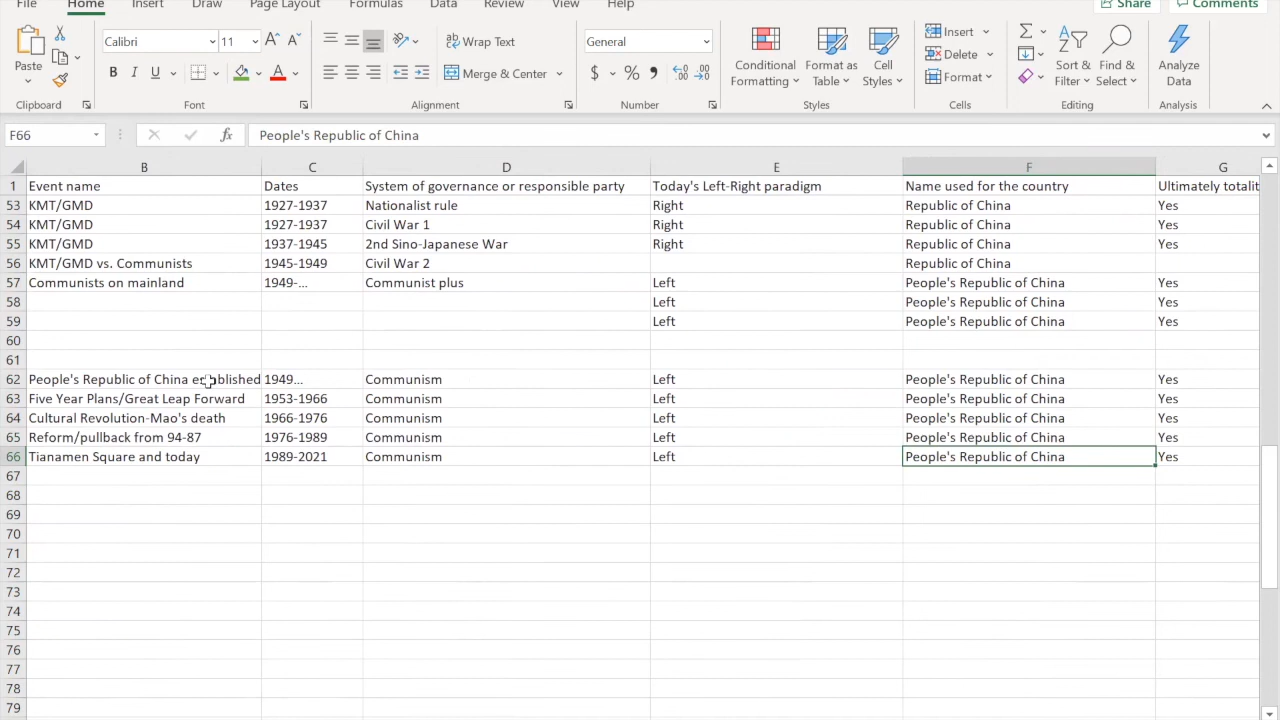 File Home Insert Draw Page Layout Formulas Data Review View Help Share Comments
Calibri 11 Wrap Text General Insert
Paste Conditional Format as Cell Delete Sort & Find & Analyze
Merge & Center Formatting Table Styles Format Filter Select Data
Clipboard Font Alignment Number Styles Cells Editing Analysis
F66 fx People's Republic of China
B C D E F G
1 Event name Dates System of governance or responsible party Today's Left-Right paradigm Name used for the country Ultimately totalit
53 KMT/GMD 1927-1937 Nationalist rule Right Republic of China Yes
54 KMT/GMD 1927-1937 Civil War 1 Right Republic of China Yes
55 KMT/GMD 1937-1945 2nd Sino-Japanese War Right Republic of China Yes
56 KMT/GMD vs. Communists 1945-1949 Civil War 2 Republic of China
57 Communists on mainland 1949-... Communist plus Left People's Republic of China Yes
58 Left People's Republic of China Yes
59 Left People's Republic of China Yes
60
61
62 People's Republic of China established 1949... Communism Left People's Republic of China Yes
63 Five Year Plans/Great Leap Forward 1953-1966 Communism Left People's Republic of China Yes
64 Cultural Revolution-Mao's death 1966-1976 Communism Left People's Republic of China Yes
65 Reform/pullback from 94-87 1976-1989 Communism Left People's Republic of China Yes
66 Tianamen Square and today 1989-2021 Communism Left People's Republic of China Yes
67
68
69
70
71
72
73
74
75
76
77
78
79